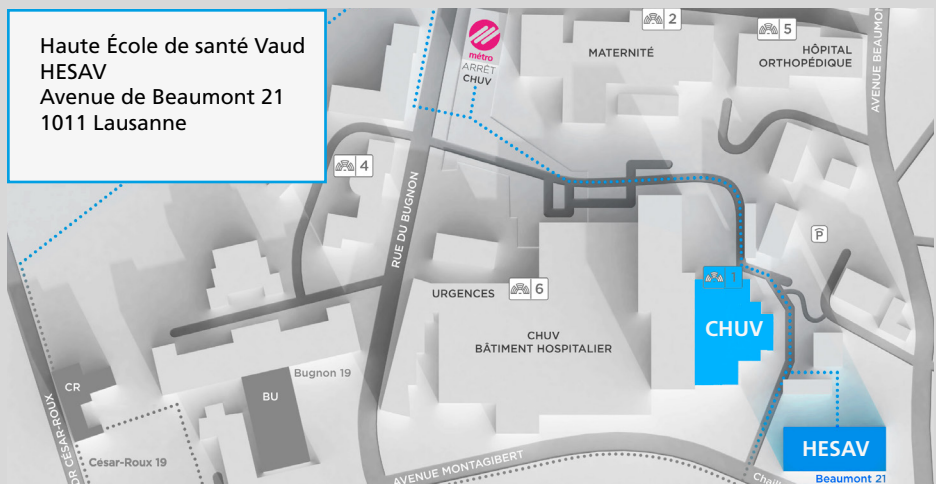 Haute École de santé Vaud
HESAV
Avenue de Beaumont 21
1011 Lausanne
métro
ARRÊT
CHUV
2
MATERNITÉ
5
HÔPITAL
ORTHOPÉDIQUE
AVENUE BEAUMON
4
RUE DU BUGNON
P
URGENCES
6
1
CHUV
CHUV
BÂTIMENT HOSPITALIER
CR
Bugnon 19
BU
OR CÉSAR-ROUX
César-Roux 19
AVENUE MONTAGIBERT
HESAV
Beaumont 21